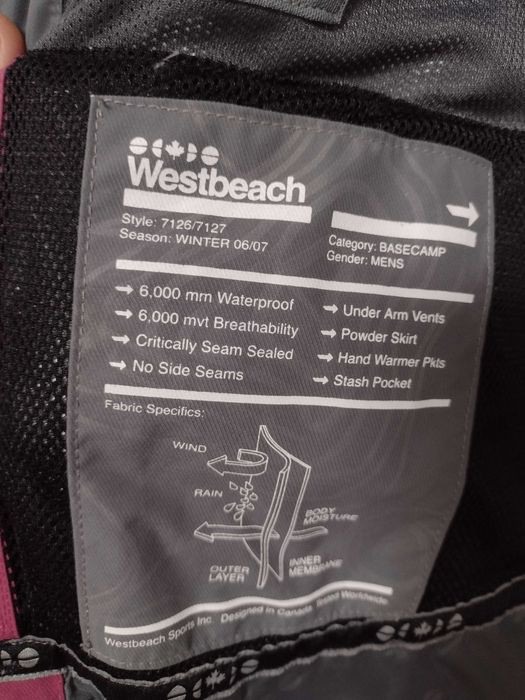 Westbeach
Style: 7126/7127
Season: WINTER 06/07
Category: BASECAMP
Gender: MENS
6,000 mm Waterproof
6,000 mvt Breathability
Critically Seam Sealed
No Side Seams
Under Arm Vents
Powder Skirt
Hand Warmer Pkts
Stash Pocket
Fabric Specifics:
WIND
RAIN
BODY
MOISTURE
OUTER
LAYER
INNER
MEMBRANE
Westbeach Sports Inc. Designed in Canada. Tested Worldwide.